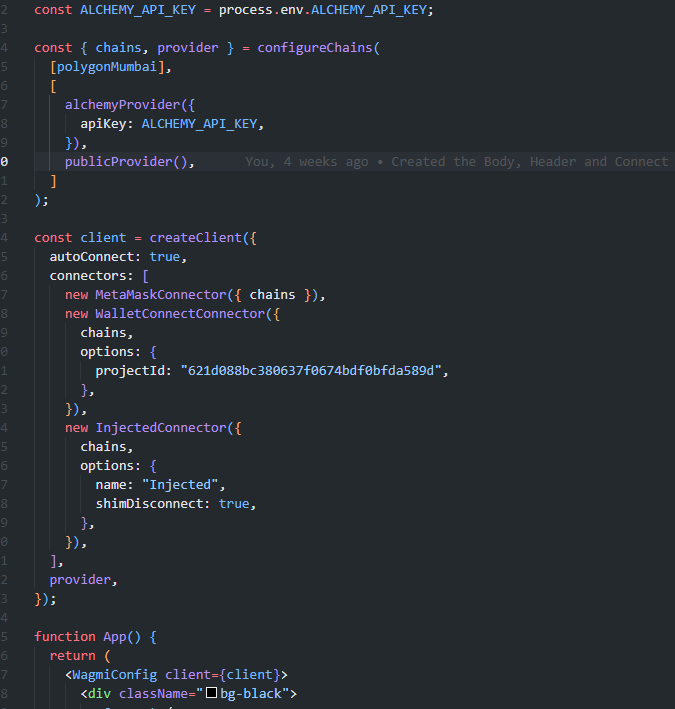 2 const ALCHEMY_API_KEY = process.env.ALCHEMY_API_KEY;
3
4 const { chains, provider } = configureChains(
5   [polygonMumbai],
6   [
7     alchemyProvider({
8       apiKey: ALCHEMY_API_KEY,
9     }),
0     publicProvider(), You, 4 weeks ago • Created the Body, Header and Connect
1   ]
2 );
3
4 const client = createClient({
5   autoConnect: true,
6   connectors: [
7     new MetaMaskConnector({ chains }),
8     new WalletConnectConnector({
9       chains,
0       options: {
1         projectId: "621d088bc380637f0674bdf0bfda589d",
2       },
3     }),
4     new InjectedConnector({
5       chains,
6       options: {
7         name: "Injected",
8         shimDisconnect: true,
9       },
0     }),
1   ],
2   provider,
3 });
4
5 function App() {
6   return (
7     <WagmiConfig client={client}>
8       <div className="bg-black">